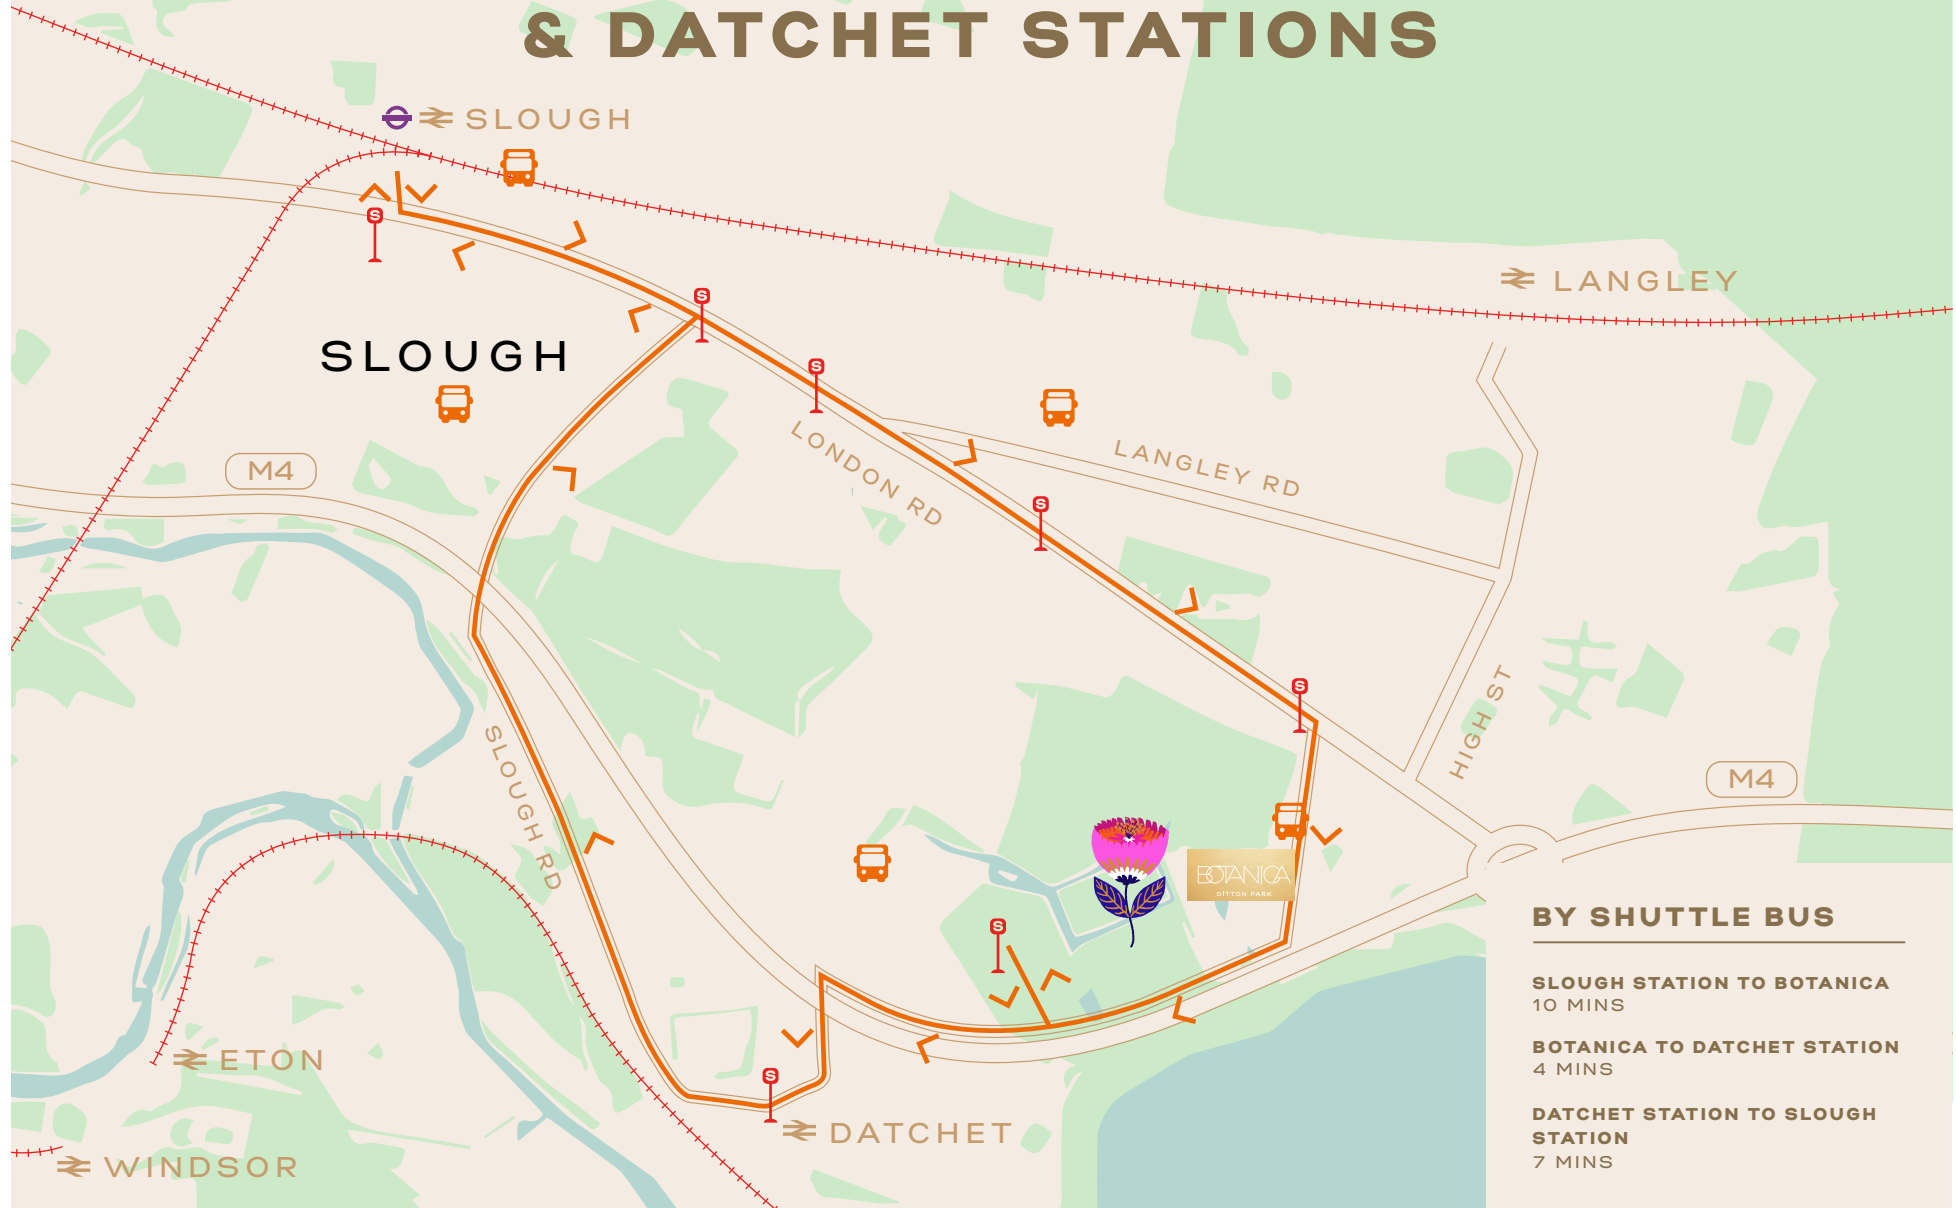 & DATCHET STATIONS
SLOUGH
S
LANGLEY
S
SLOUGH
S
LONDON RD
LANGLEY RD
M4
S
S
HIGH ST
SLOUGH RD
M4
BOTANICA
DITTON PARK
S
BY SHUTTLE BUS
SLOUGH STATION TO BOTANICA
10 MINS
BOTANICA TO DATCHET STATION
4 MINS
ETON
S
DATCHET STATION TO SLOUGH
STATION
7 MINS
DATCHET
WINDSOR